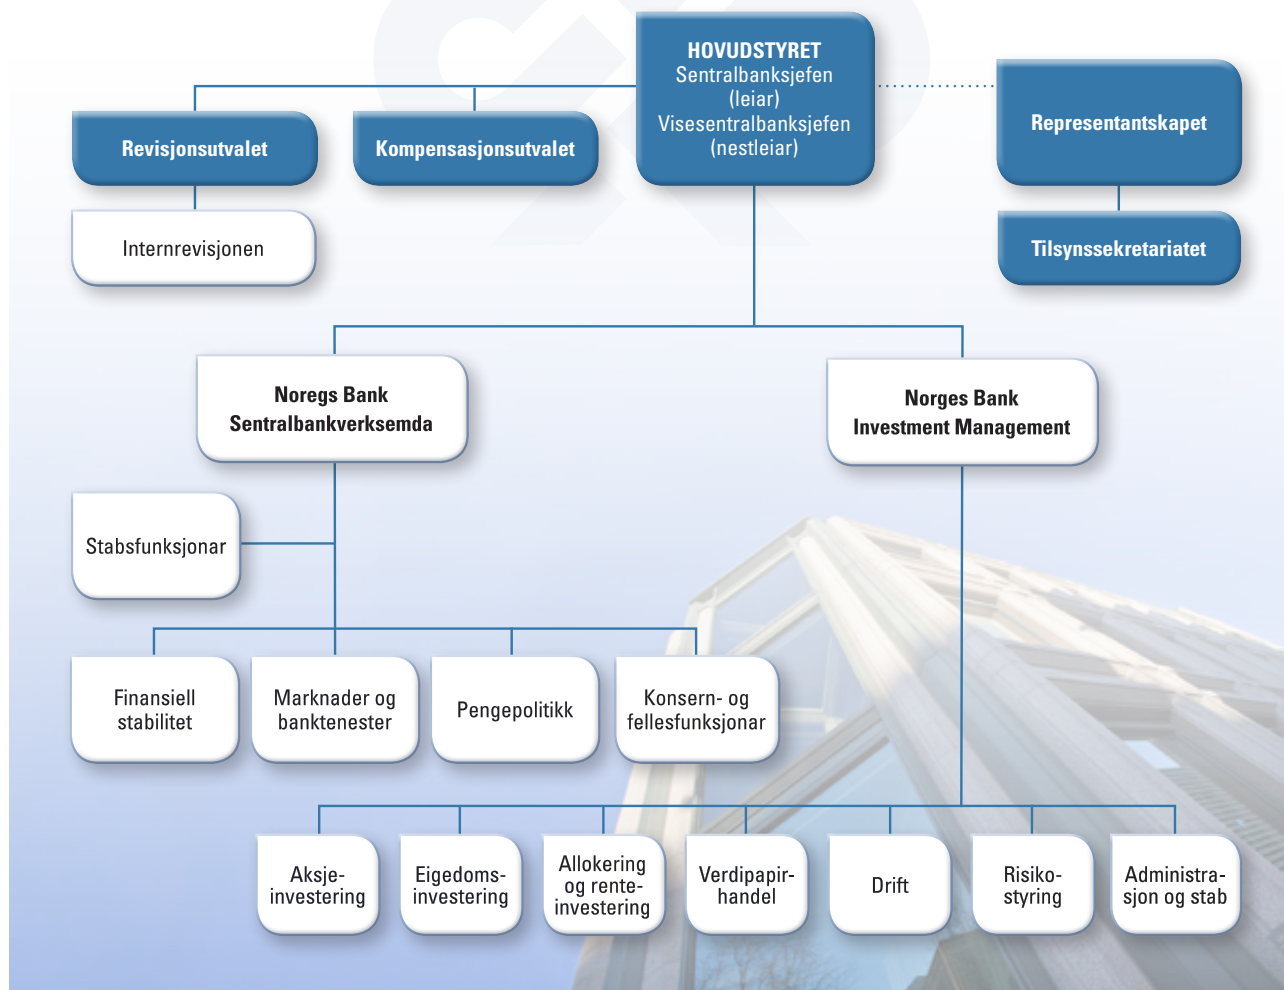 HOVUDSTYRET
Sentralbanksjefen
(leiar)
Visesentralbanksjefen
(nestleiar)
Revisjonsutvalet
Kompensasjonsutvalet
Representantskapet
Internrevisjonen
Tilsynssekretariatet
Noregs Bank
Sentralbankverksemda
Norges Bank
Investment Management
Stabsfunksjonar
Finansiell
stabilitet
Marknader og
banktenester
Pengepolitikk
Konsern- og
fellesfunksjonar
Aksje-
investering
Eigedoms-
investering
Allokering
og rente-
investering
Verdipapir-
handel
Drift
Risiko-
styring
Administra-
sjon og stab